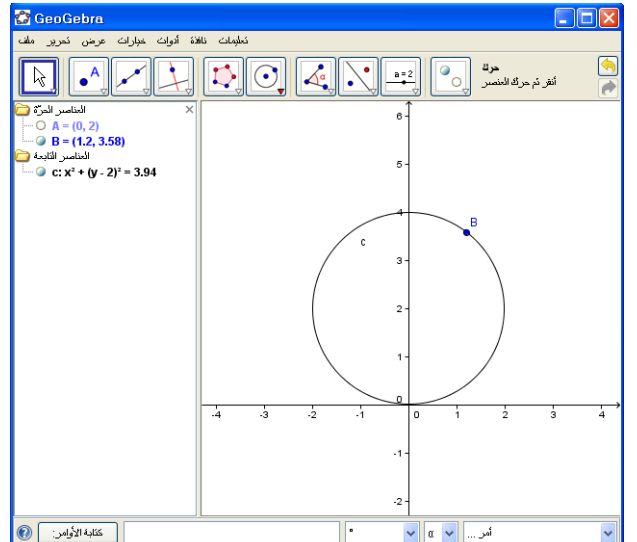 GeoGebra
ملف تحرير عرض خيارات أدوات نافذة تعليمات
A
α
a = 2
حرك
أنقر ثم حرك العنصر
العناصر الحرّة
A = (0, 2)
B = (1.2, 3.58)
العناصر التابعة
c: x² + (y - 2)² = 3.94
6
5
4
B
c
3
2
1
0
-4 -3 -2 -1 0 1 2 3 4
-1
-2
كتابة الأوامر:
°
α
أمر ...